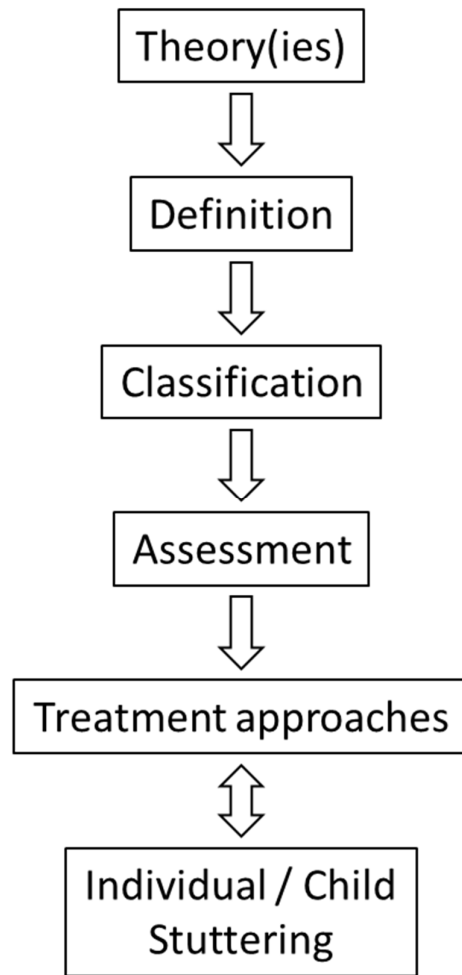 Theory(ies)
Definition
Classification
Assessment
Treatment approaches
Individual / Child
Stuttering